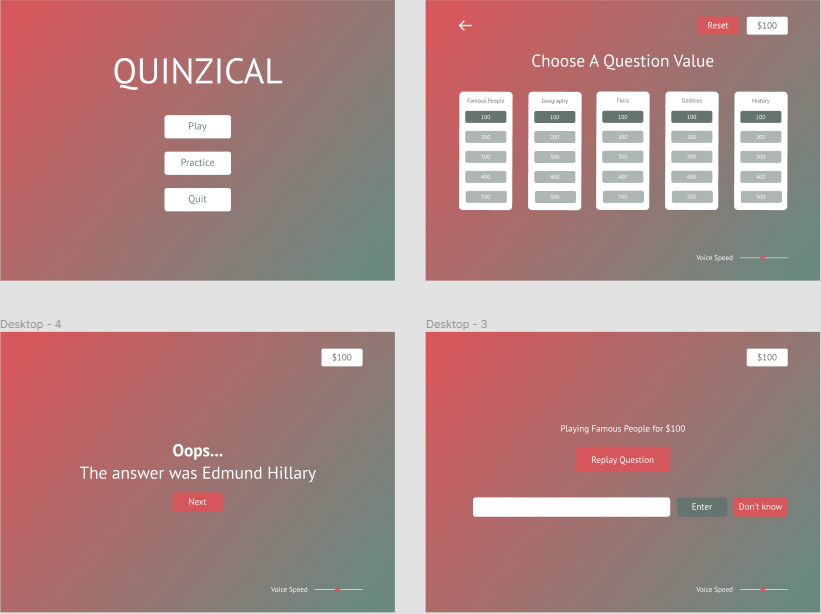 QUINZICAL
Play
Practice
Quit
Reset
$100
Choose A Question Value
Famous People
Geography
Flora
Oddities
History
100
100
100
100
100
200
200
200
200
200
300
300
300
300
300
400
400
400
400
400
500
500
500
500
500
Voice Speed
Desktop - 4
$100
Oops...
The answer was Edmund Hillary
Next
Voice Speed
Desktop - 3
$100
Playing Famous People for $100
Replay Question
Enter
Don't know
Voice Speed